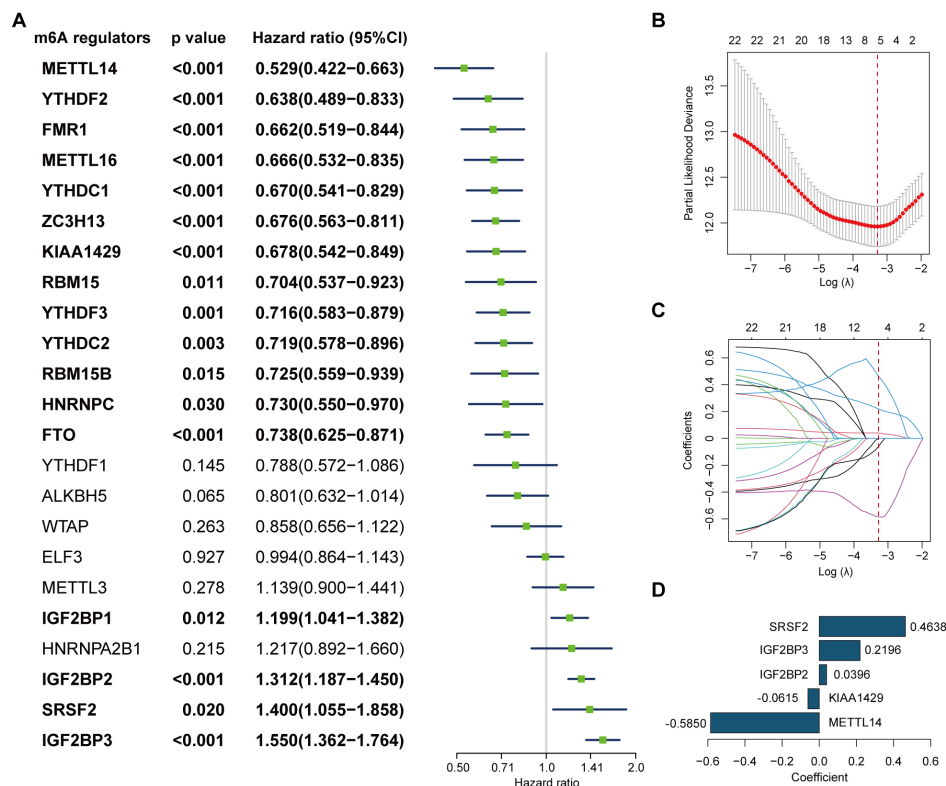 A
m6A regulators p value Hazard ratio (95%CI)
METTL14 <0.001 0.529(0.422−0.663)
YTHDF2 <0.001 0.638(0.489−0.833)
FMR1 <0.001 0.662(0.519−0.844)
METTL16 <0.001 0.666(0.532−0.835)
YTHDC1 <0.001 0.670(0.541−0.829)
ZC3H13 <0.001 0.676(0.563−0.811)
KIAA1429 <0.001 0.678(0.542−0.849)
RBM15 0.011 0.704(0.537−0.923)
YTHDF3 0.001 0.716(0.583−0.879)
YTHDC2 0.003 0.719(0.578−0.896)
RBM15B 0.015 0.725(0.559−0.939)
HNRNPC 0.030 0.730(0.550−0.970)
FTO <0.001 0.738(0.625−0.871)
YTHDF1 0.145 0.788(0.572−1.086)
ALKBH5 0.065 0.801(0.632−1.014)
WTAP 0.263 0.858(0.656−1.122)
ELF3 0.927 0.994(0.864−1.143)
METTL3 0.278 1.139(0.900−1.441)
IGF2BP1 0.012 1.199(1.041−1.382)
HNRNPA2B1 0.215 1.217(0.892−1.660)
IGF2BP2 <0.001 1.312(1.187−1.450)
SRSF2 0.020 1.400(1.055−1.858)
IGF2BP3 <0.001 1.550(1.362−1.764)
0.50 0.71 1.0 1.41 2.0
Hazard ratio
B
22 22 21 20 18 13 8 5 4 2
Partial Likelihood Deviance
13.5
13.0
12.5
12.0
−7 −6 −5 −4 −3 −2
Log (λ)
C
22 21 18 12 4 2
Coefficients
0.6
0.4
0.2
0
−0.2
−0.4
−0.6
−7 −6 −5 −4 −3 −2
Log (λ)
D
SRSF2 0.4638
IGF2BP3 0.2196
IGF2BP2 0.0396
-0.0615 KIAA1429
-0.5850 METTL14
−0.6 −0.4 −0.2 0.0 0.2 0.4 0.6
Coefficient